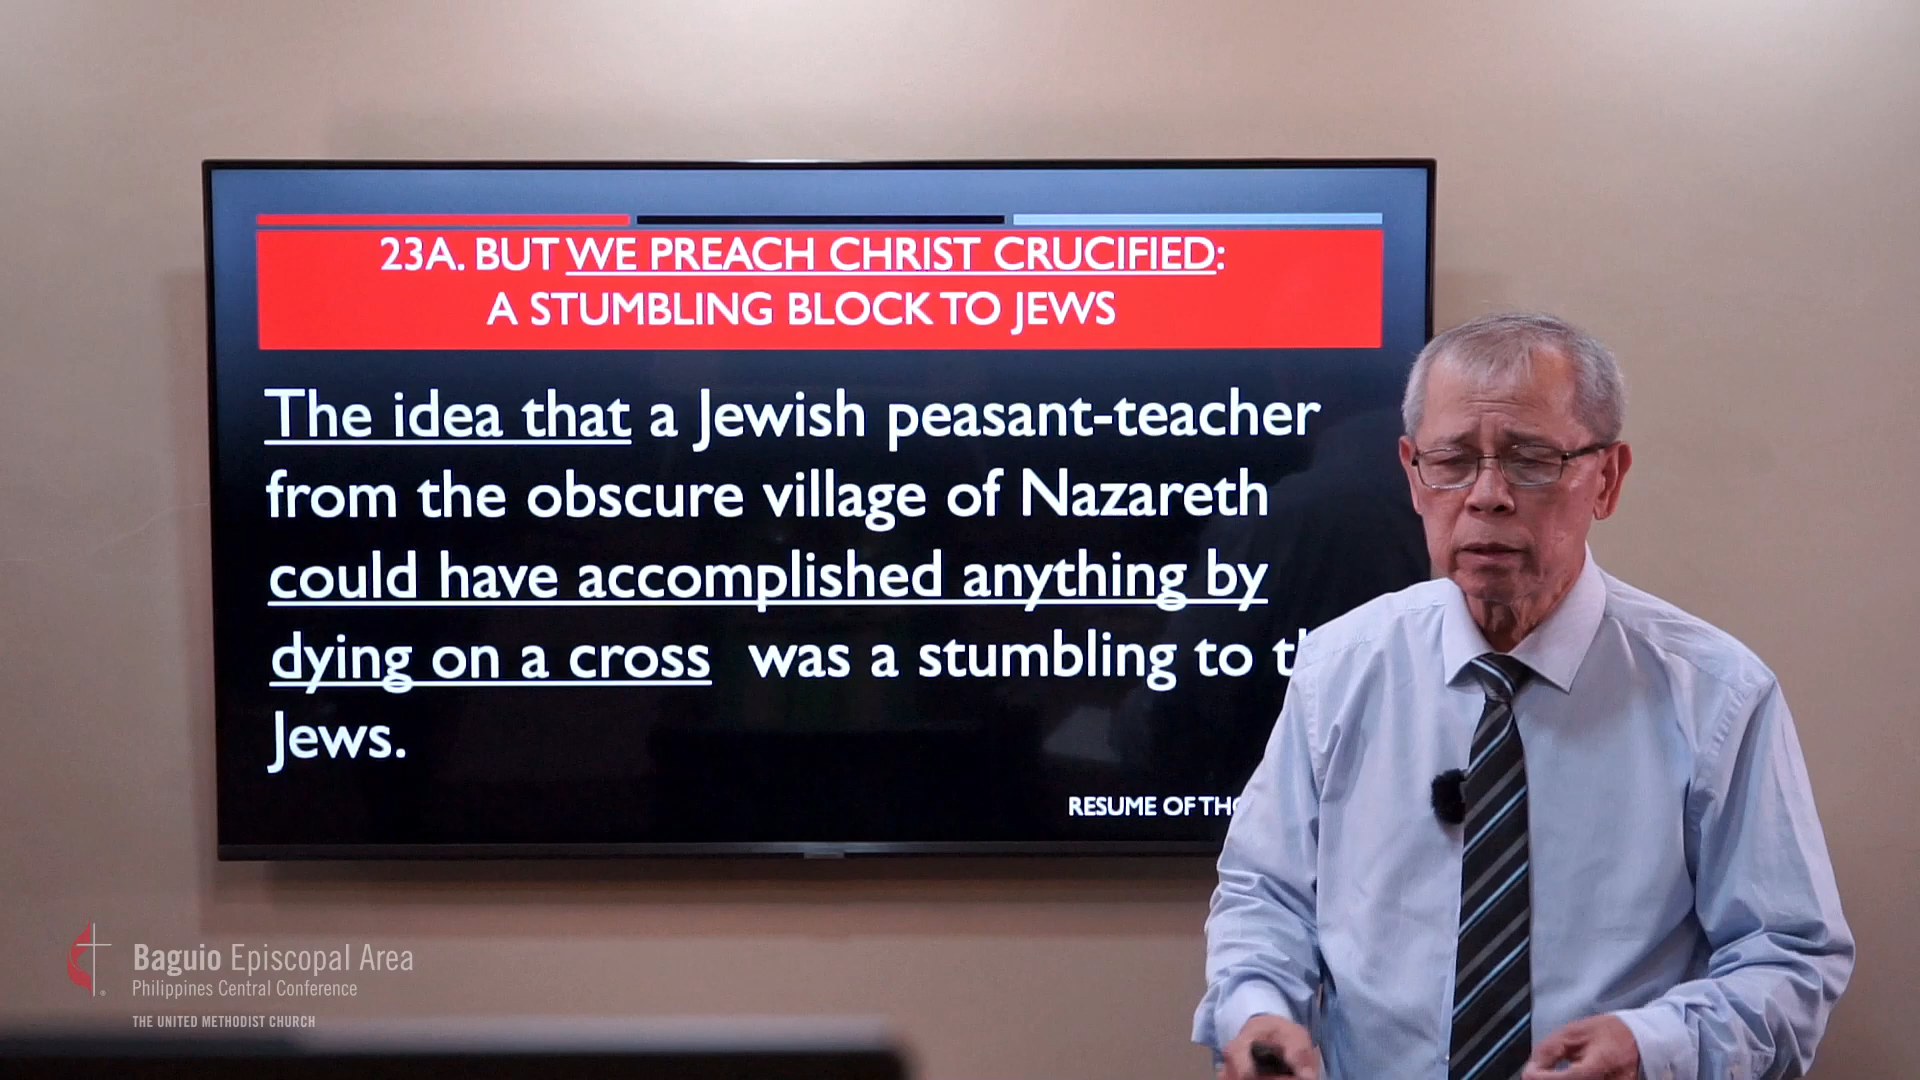 23A. BUT WE PREACH CHRIST CRUCIFIED:
A STUMBLING BLOCK TO JEWS
The idea that a Jewish peasant-teacher
from the obscure village of Nazareth
could have accomplished anything by
dying on a cross was a stumbling to
Jews.
RESUME OF
Baguio Episcopal Area
Philippines Central Conference
THE UNITED METHODIST CHURCH